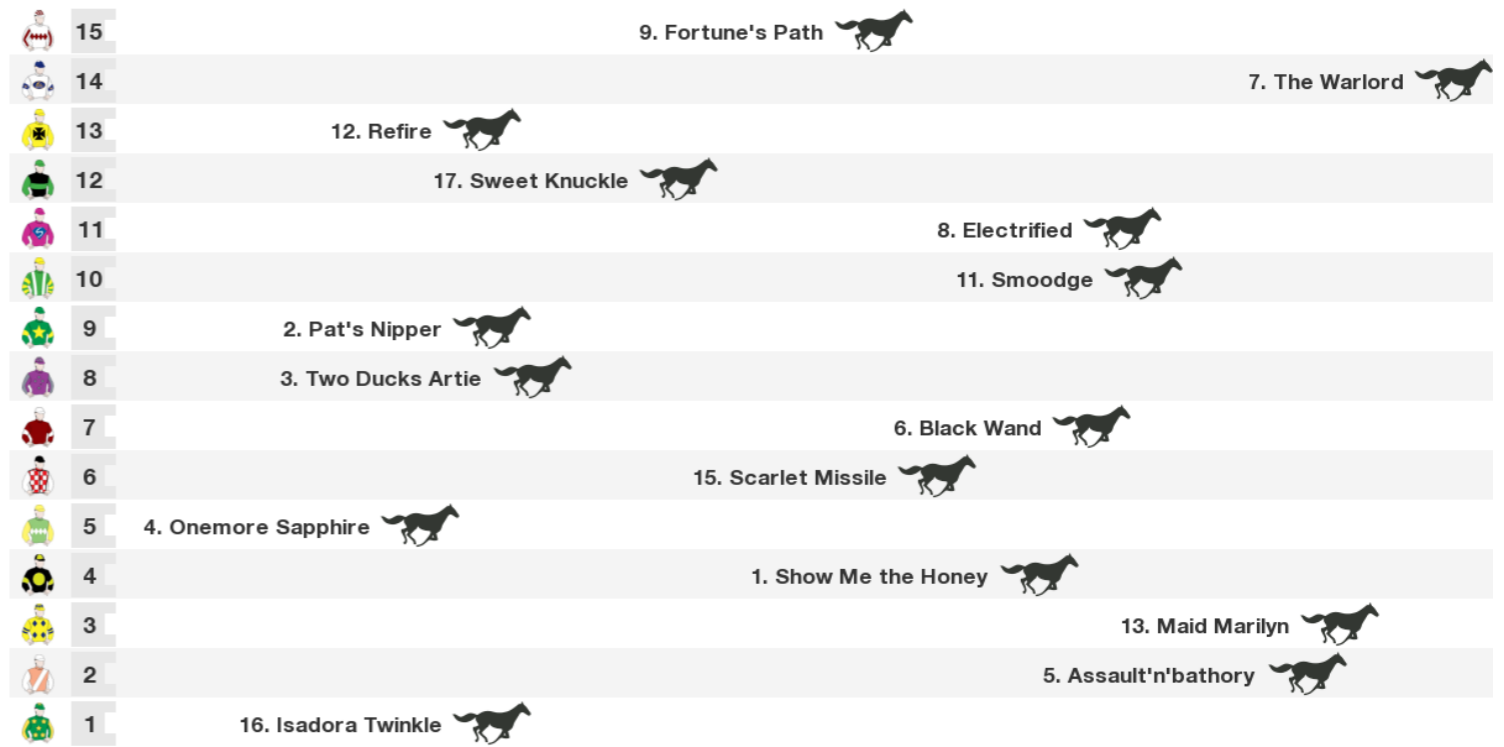 15 9. Fortune's Path
14 7. The Warlord
13 12. Refire
12 17. Sweet Knuckle
11 8. Electrified
10 11. Smoodge
9 2. Pat's Nipper
8 3. Two Ducks Artie
7 6. Black Wand
6 15. Scarlet Missile
5 4. Onemore Sapphire
4 1. Show Me the Honey
3 13. Maid Marilyn
2 5. Assault'n'bathory
1 16. Isadora Twinkle